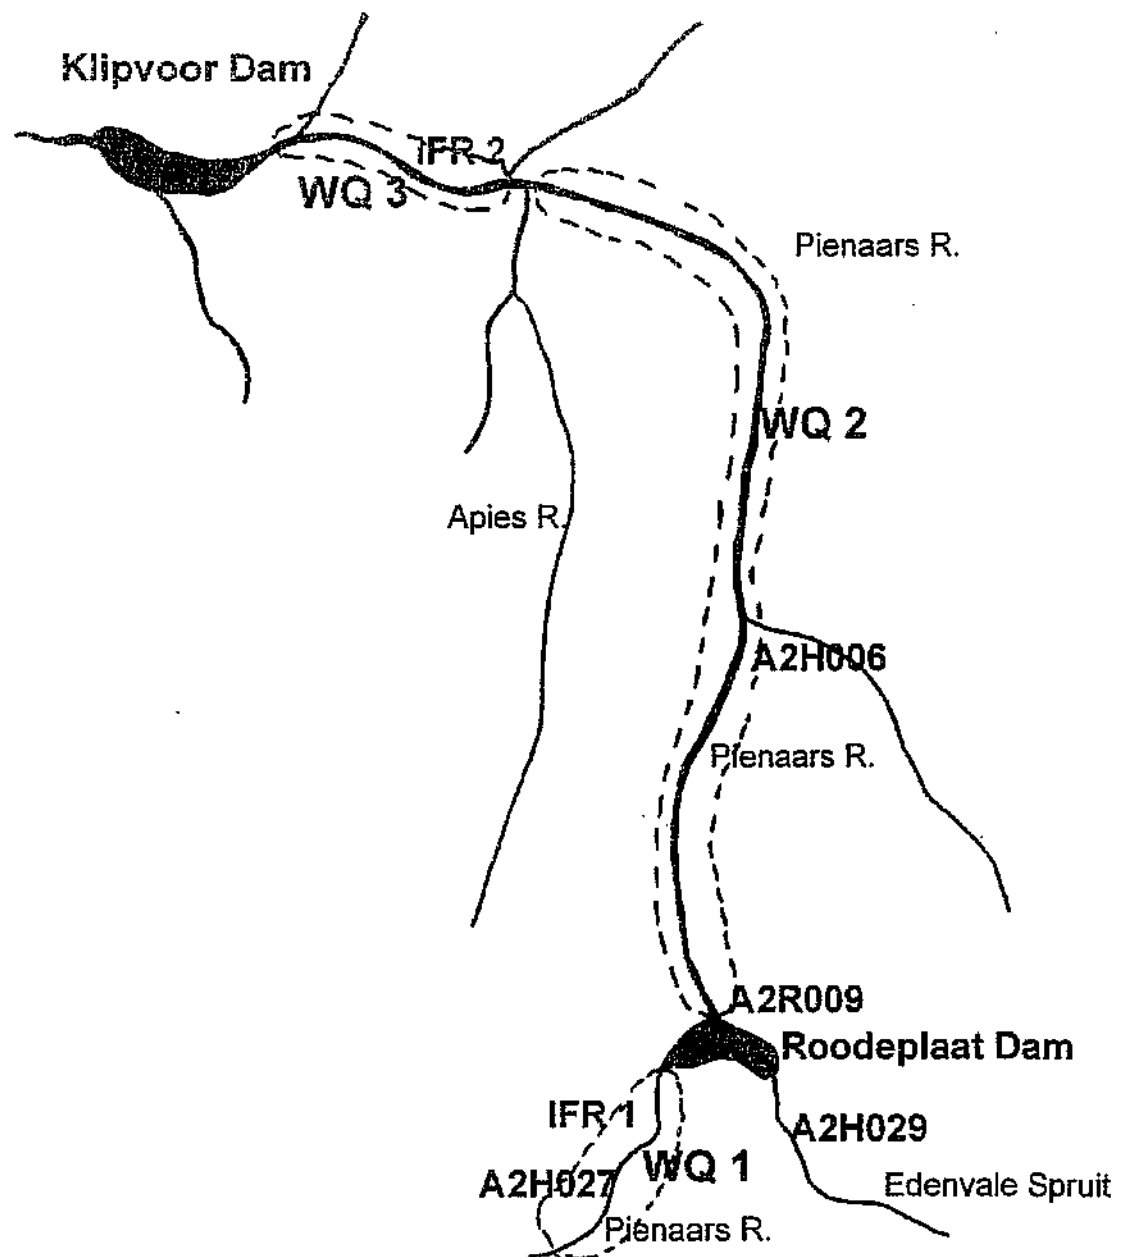 Klipvoor Dam
IFR 2
WQ 3
Pienaars R.
WQ 2
Apies R.
A2H006
Pienaars R.
A2R009
Roodeplaat Dam
IFR 1
A2H029
WQ 1
A2H027
Edenvale Spruit
Pienaars R.